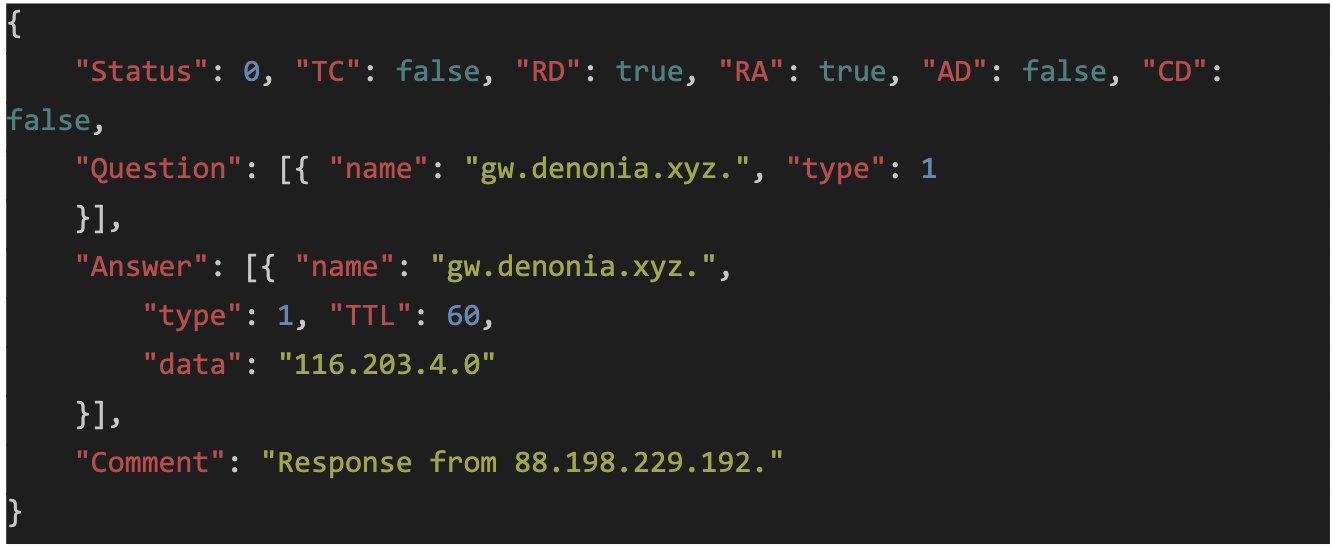 {
    "Status": 0, "TC": false, "RD": true, "RA": true, "AD": false, "CD":
false,
    "Question": [{ "name": "gw.denonia.xyz.", "type": 1
    }],
    "Answer": [{ "name": "gw.denonia.xyz.",
        "type": 1, "TTL": 60,
        "data": "116.203.4.0"
    }],
    "Comment": "Response from 88.198.229.192."
}